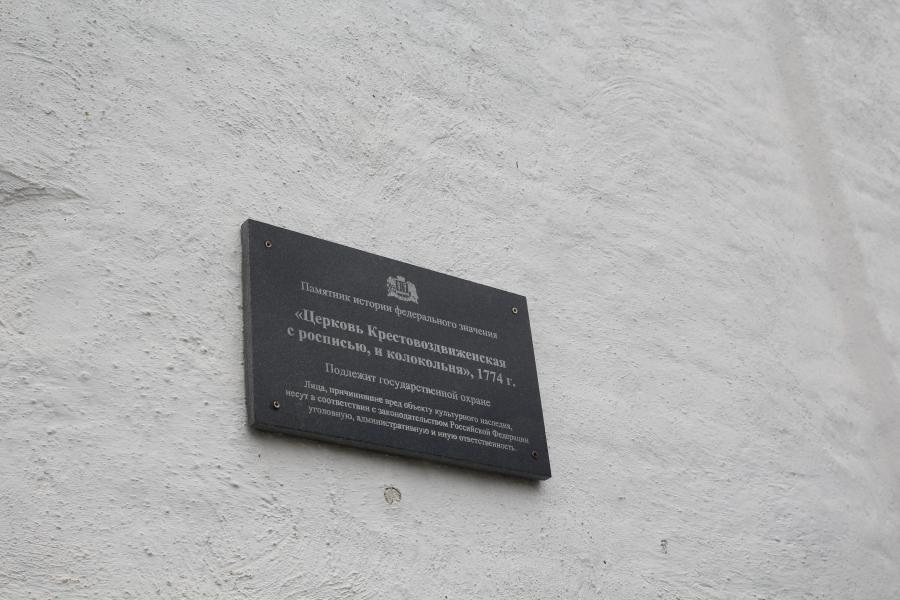 Памятник истории федерального значения
«Церковь Крестовоздвиженская
с росписью, и колокольня», 1774 г.
Подлежит государственной охране
Лица, причинившие вред объекту культурного наследия,
несут в соответствии с законодательством Российской Федерации
уголовную, административную и иную ответственность.